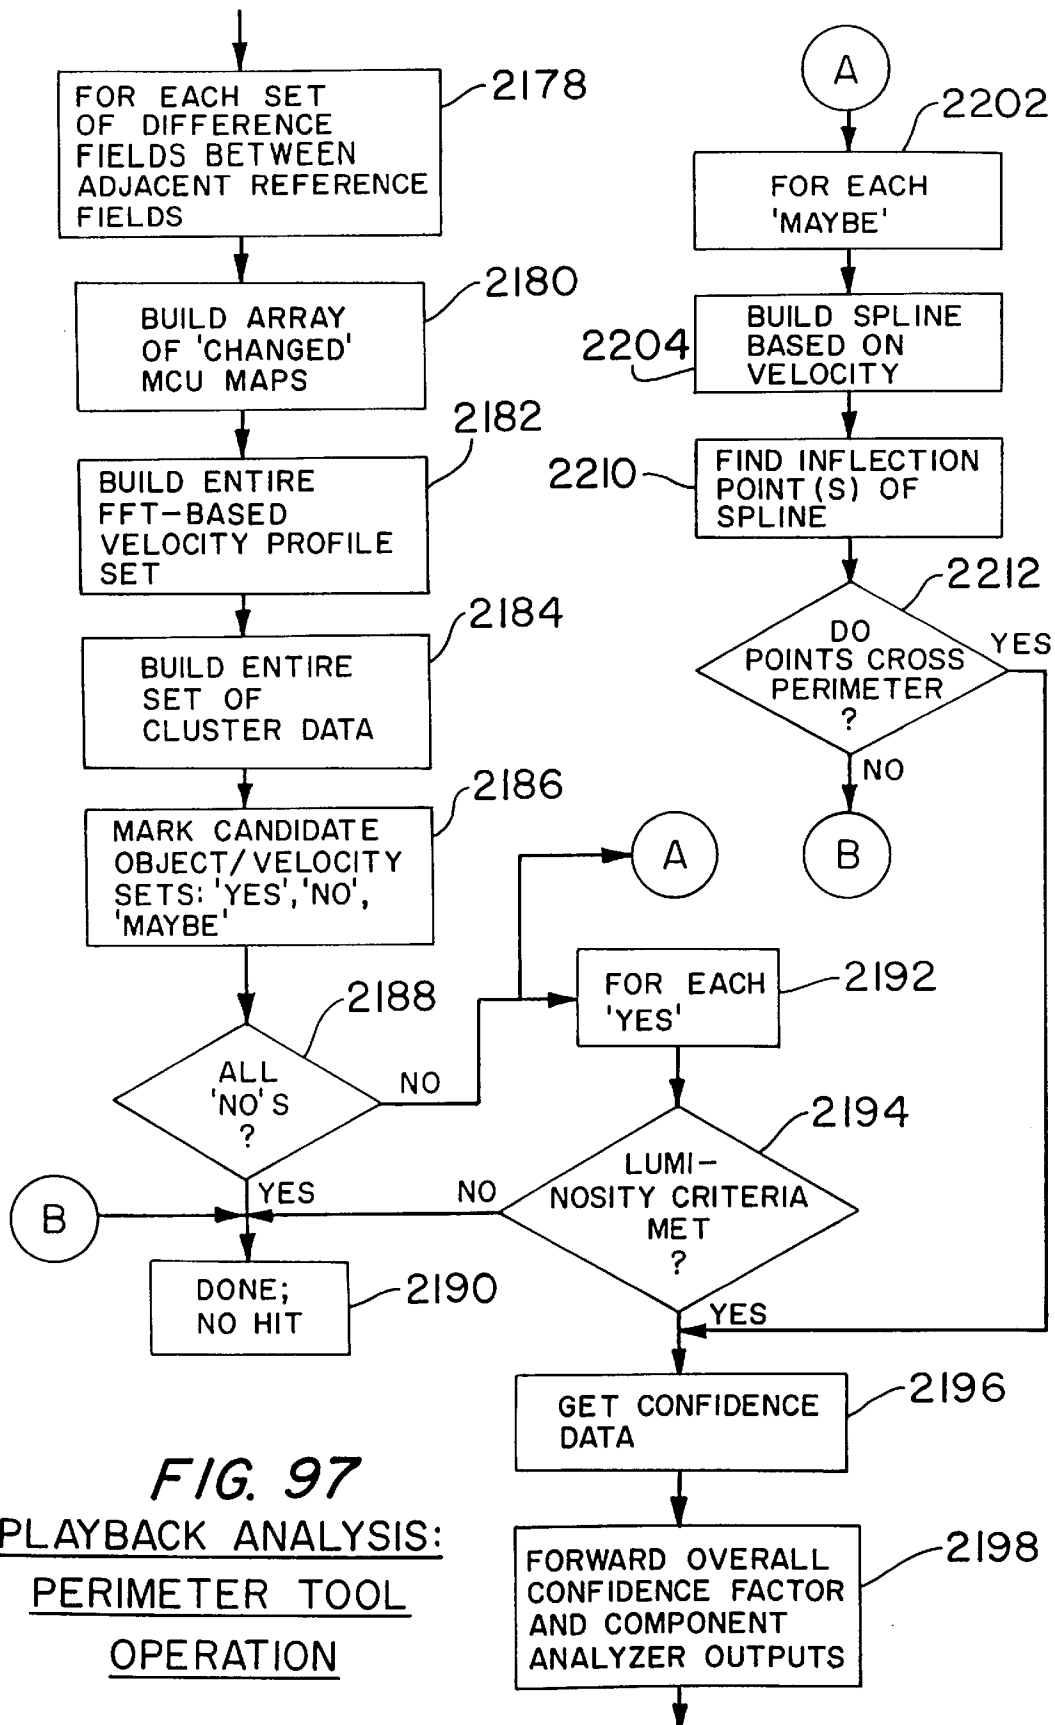 FOR EACH SET
OF DIFFERENCE
FIELDS BETWEEN
ADJACENT REFERENCE
FIELDS
2178
BUILD ARRAY
OF 'CHANGED'
MCU MAPS
2180
BUILD ENTIRE
FFT-BASED
VELOCITY PROFILE
SET
2182
BUILD ENTIRE
SET OF
CLUSTER DATA
2184
MARK CANDIDATE
OBJECT/VELOCITY
SETS: 'YES', 'NO',
'MAYBE'
2186
ALL
'NO'S
?
2188
NO
YES
B
DONE;
NO HIT
2190
A
FOR EACH
'MAYBE'
2202
BUILD SPLINE
BASED ON
VELOCITY
2204
FIND INFLECTION
POINT(S) OF
SPLINE
2210
DO
POINTS CROSS
PERIMETER
?
2212
YES
NO
B
A
FOR EACH
'YES'
2192
LUMI-
NOSITY CRITERIA
MET
?
2194
NO
YES
GET CONFIDENCE
DATA
2196
FORWARD OVERALL
CONFIDENCE FACTOR
AND COMPONENT
ANALYZER OUTPUTS
2198
FIG. 97
PLAYBACK ANALYSIS:
PERIMETER TOOL
OPERATION